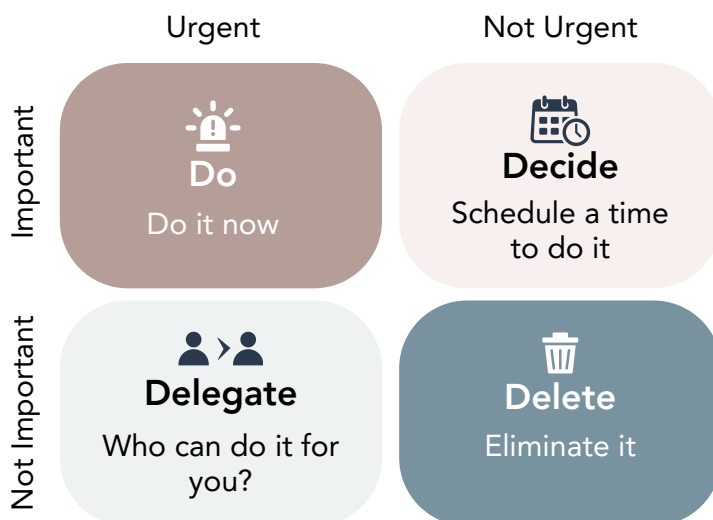 Urgent
Not Urgent
Important
Do
Do it now
Decide
Schedule a time
to do it
Not Important
Delegate
Who can do it for
you?
Delete
Eliminate it